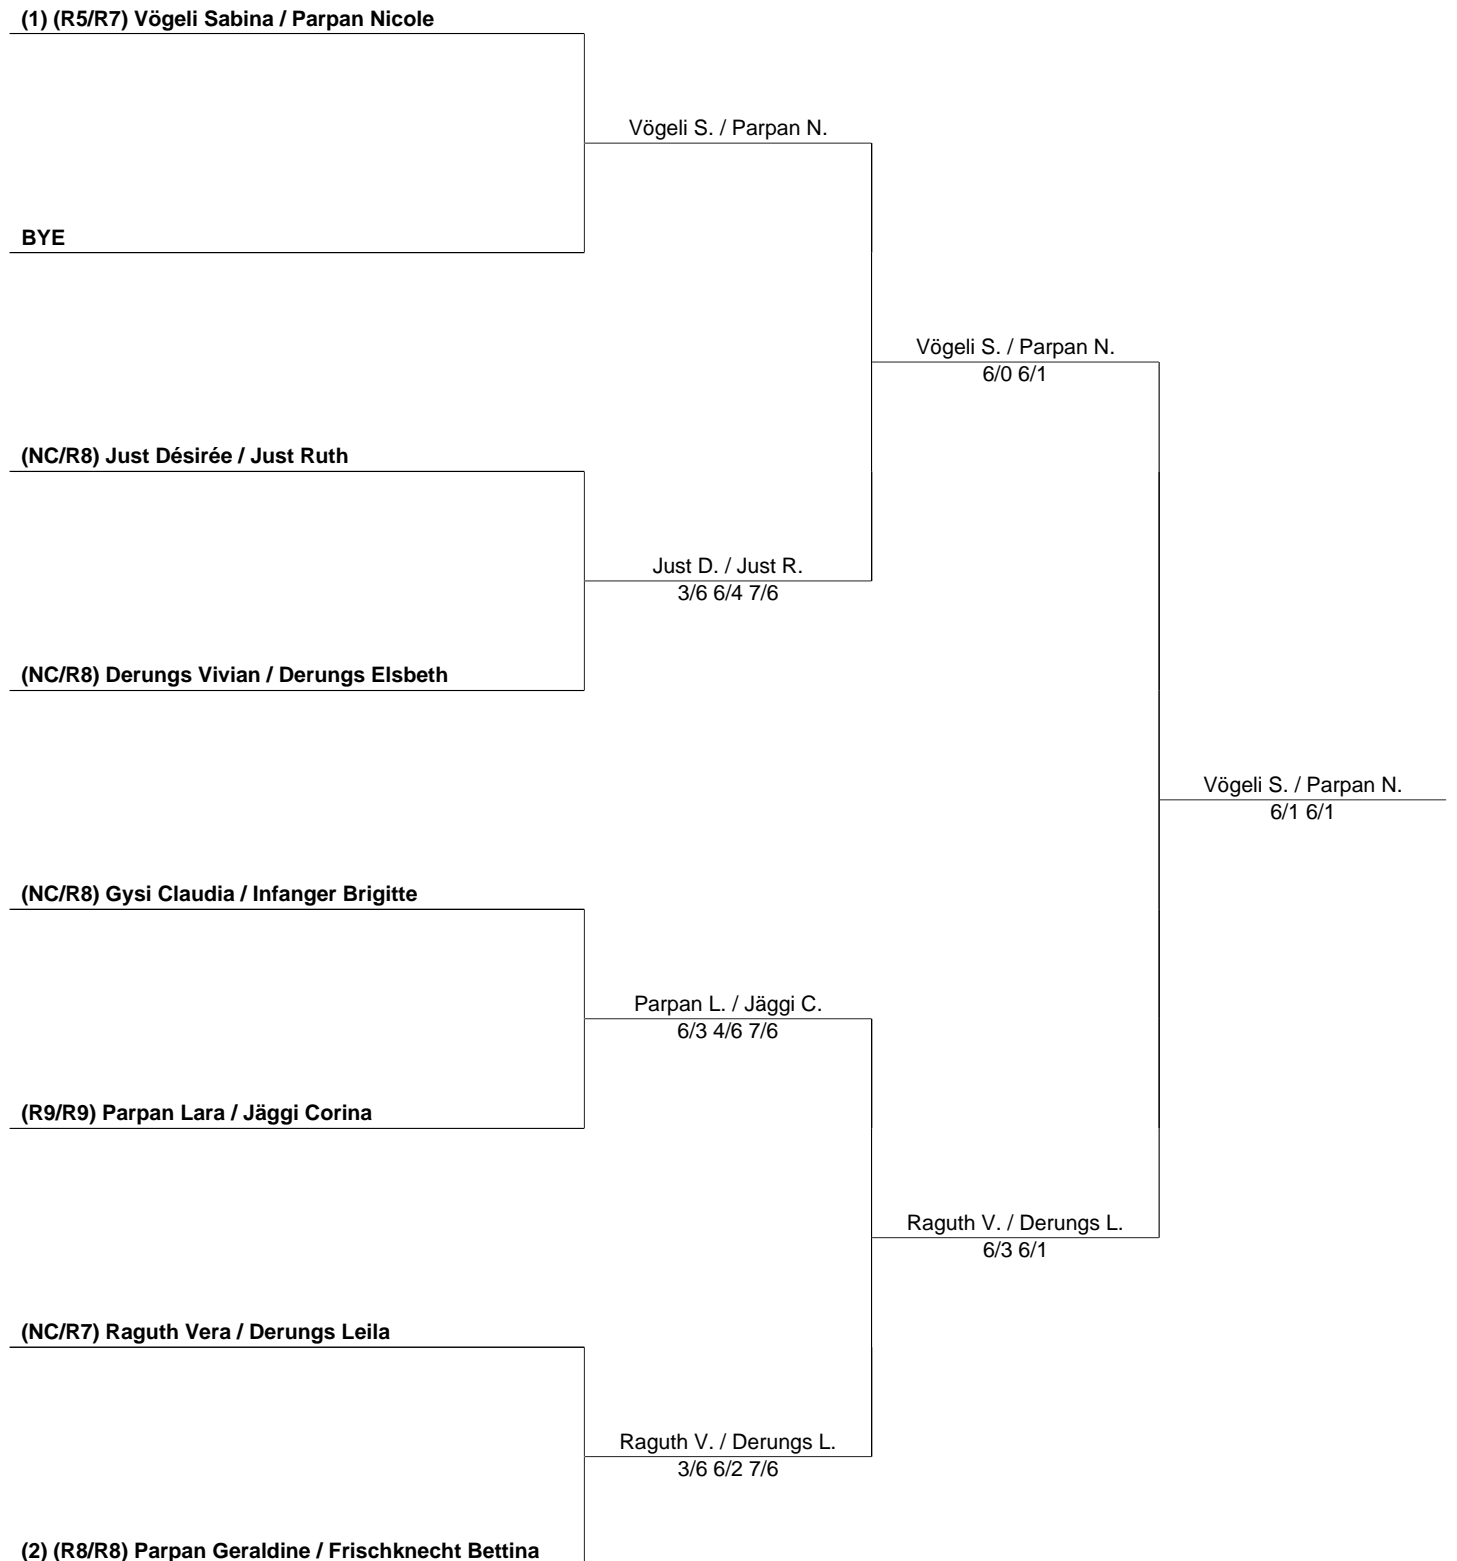 (1) (R5/R7) Vögeli Sabina / Parpan Nicole
Vögeli S. / Parpan N.
BYE
Vögeli S. / Parpan N.
6/0 6/1
(NC/R8) Just Désirée / Just Ruth
Just D. / Just R.
3/6 6/4 7/6
(NC/R8) Derungs Vivian / Derungs Elsbeth
Vögeli S. / Parpan N.
6/1 6/1
(NC/R8) Gysi Claudia / Infanger Brigitte
Parpan L. / Jäggi C.
6/3 4/6 7/6
(R9/R9) Parpan Lara / Jäggi Corina
Raguth V. / Derungs L.
6/3 6/1
(NC/R7) Raguth Vera / Derungs Leila
Raguth V. / Derungs L.
3/6 6/2 7/6
(2) (R8/R8) Parpan Geraldine / Frischknecht Bettina